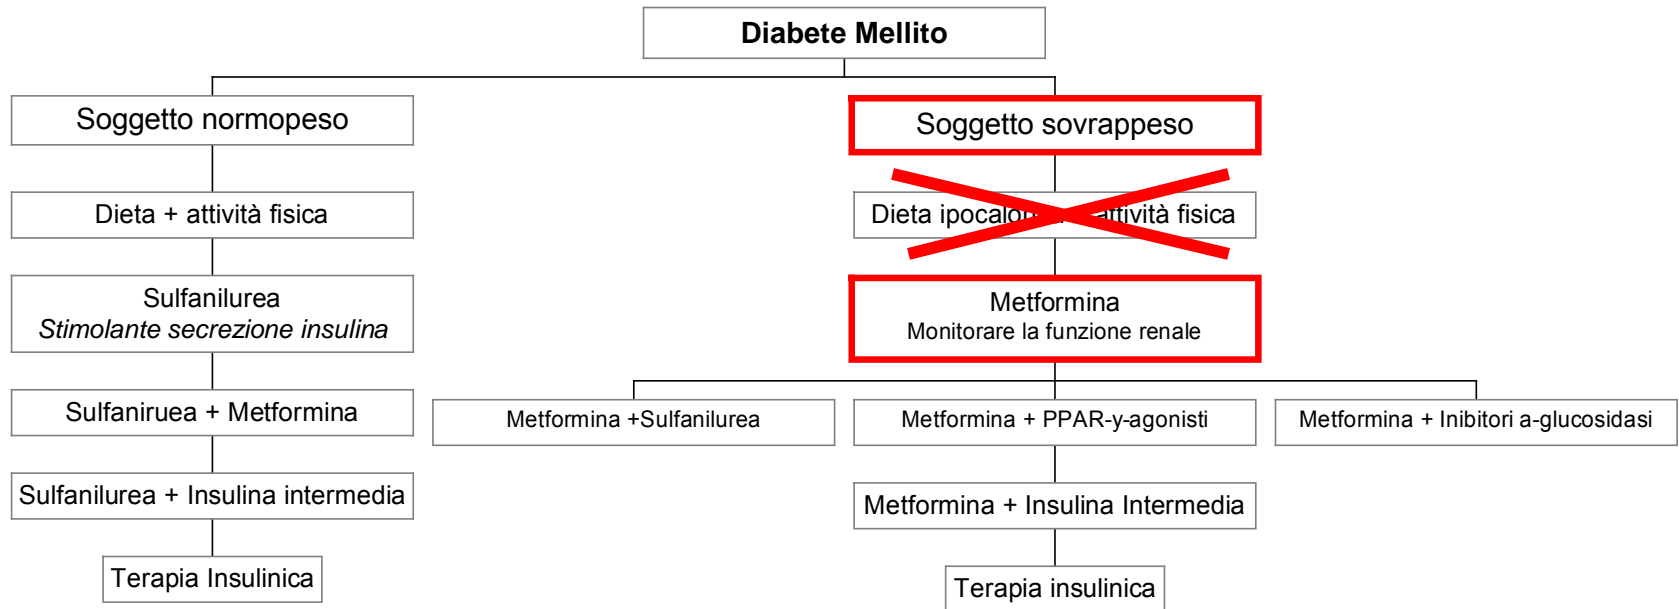 Diabete Mellito
Soggetto normopeso
Soggetto sovrappeso
Dieta + attività fisica
Dieta attività fisica
Sulfanilurea
Stimolante secrezione insulina
Metformina
Monitorare la funzione renale
Sulfaniruea + Metformina
Metformina +Sulfanilurea
Metformina + PPAR-y-agonisti
Metformina + Inibitori a-glucosidasi
Sulfanilurea + Insulina intermedia
Metformina + Insulina Intermedia
Terapia Insulinica
Terapia insulinica